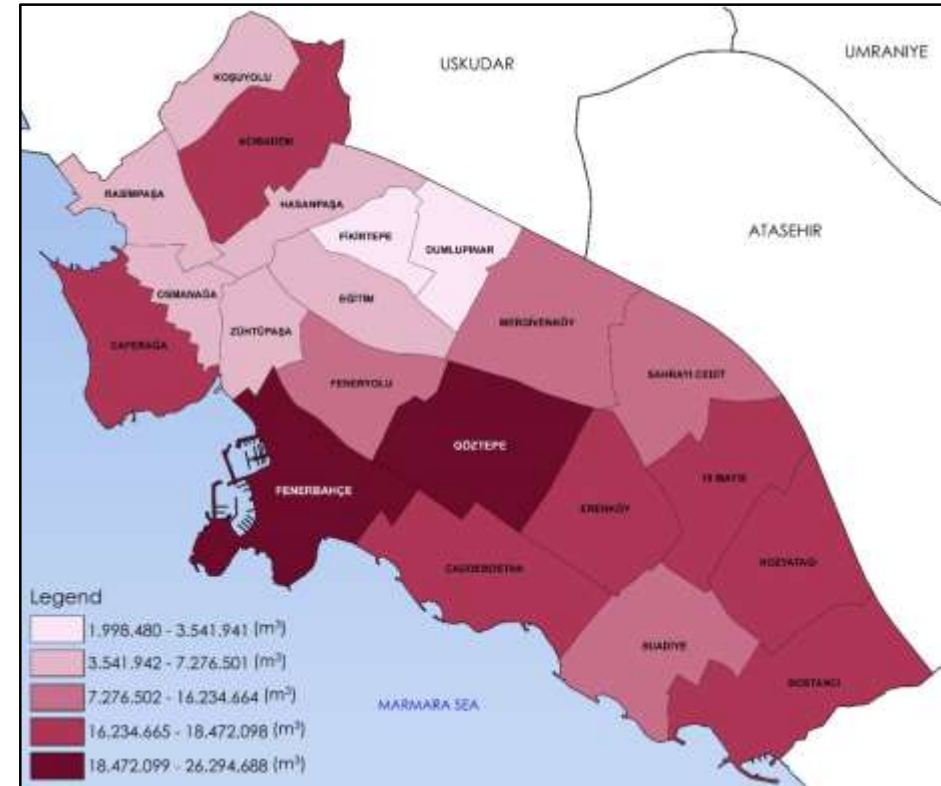 USKUDAR
UMRANIYE
KOŞUYOLU
ACIBADEM
RASIMPAŞA
HASANPAŞA
FİKİRTEPE
DUMLUPINAR
ATASEHIR
OSMANAĞA
EĞİTİM
ZÜHTÜPAŞA
MERDİVENKÖY
CAFERAĞA
FENERYOLU
SAHRAYI CEDİT
GÖZTEPE
19 MAYIS
FENERBAHÇE
ERENKÖY
KOZYATAĞI
CADDEBOSTAN
SUADİYE
BOSTANCI
MARMARA SEA
Legend
1.998.480 - 3.541.941 (m³)
3.541.942 - 7.276.501 (m³)
7.276.502 - 16.234.664 (m³)
16.234.665 - 18.472.098 (m³)
18.472.099 - 26.294.688 (m³)